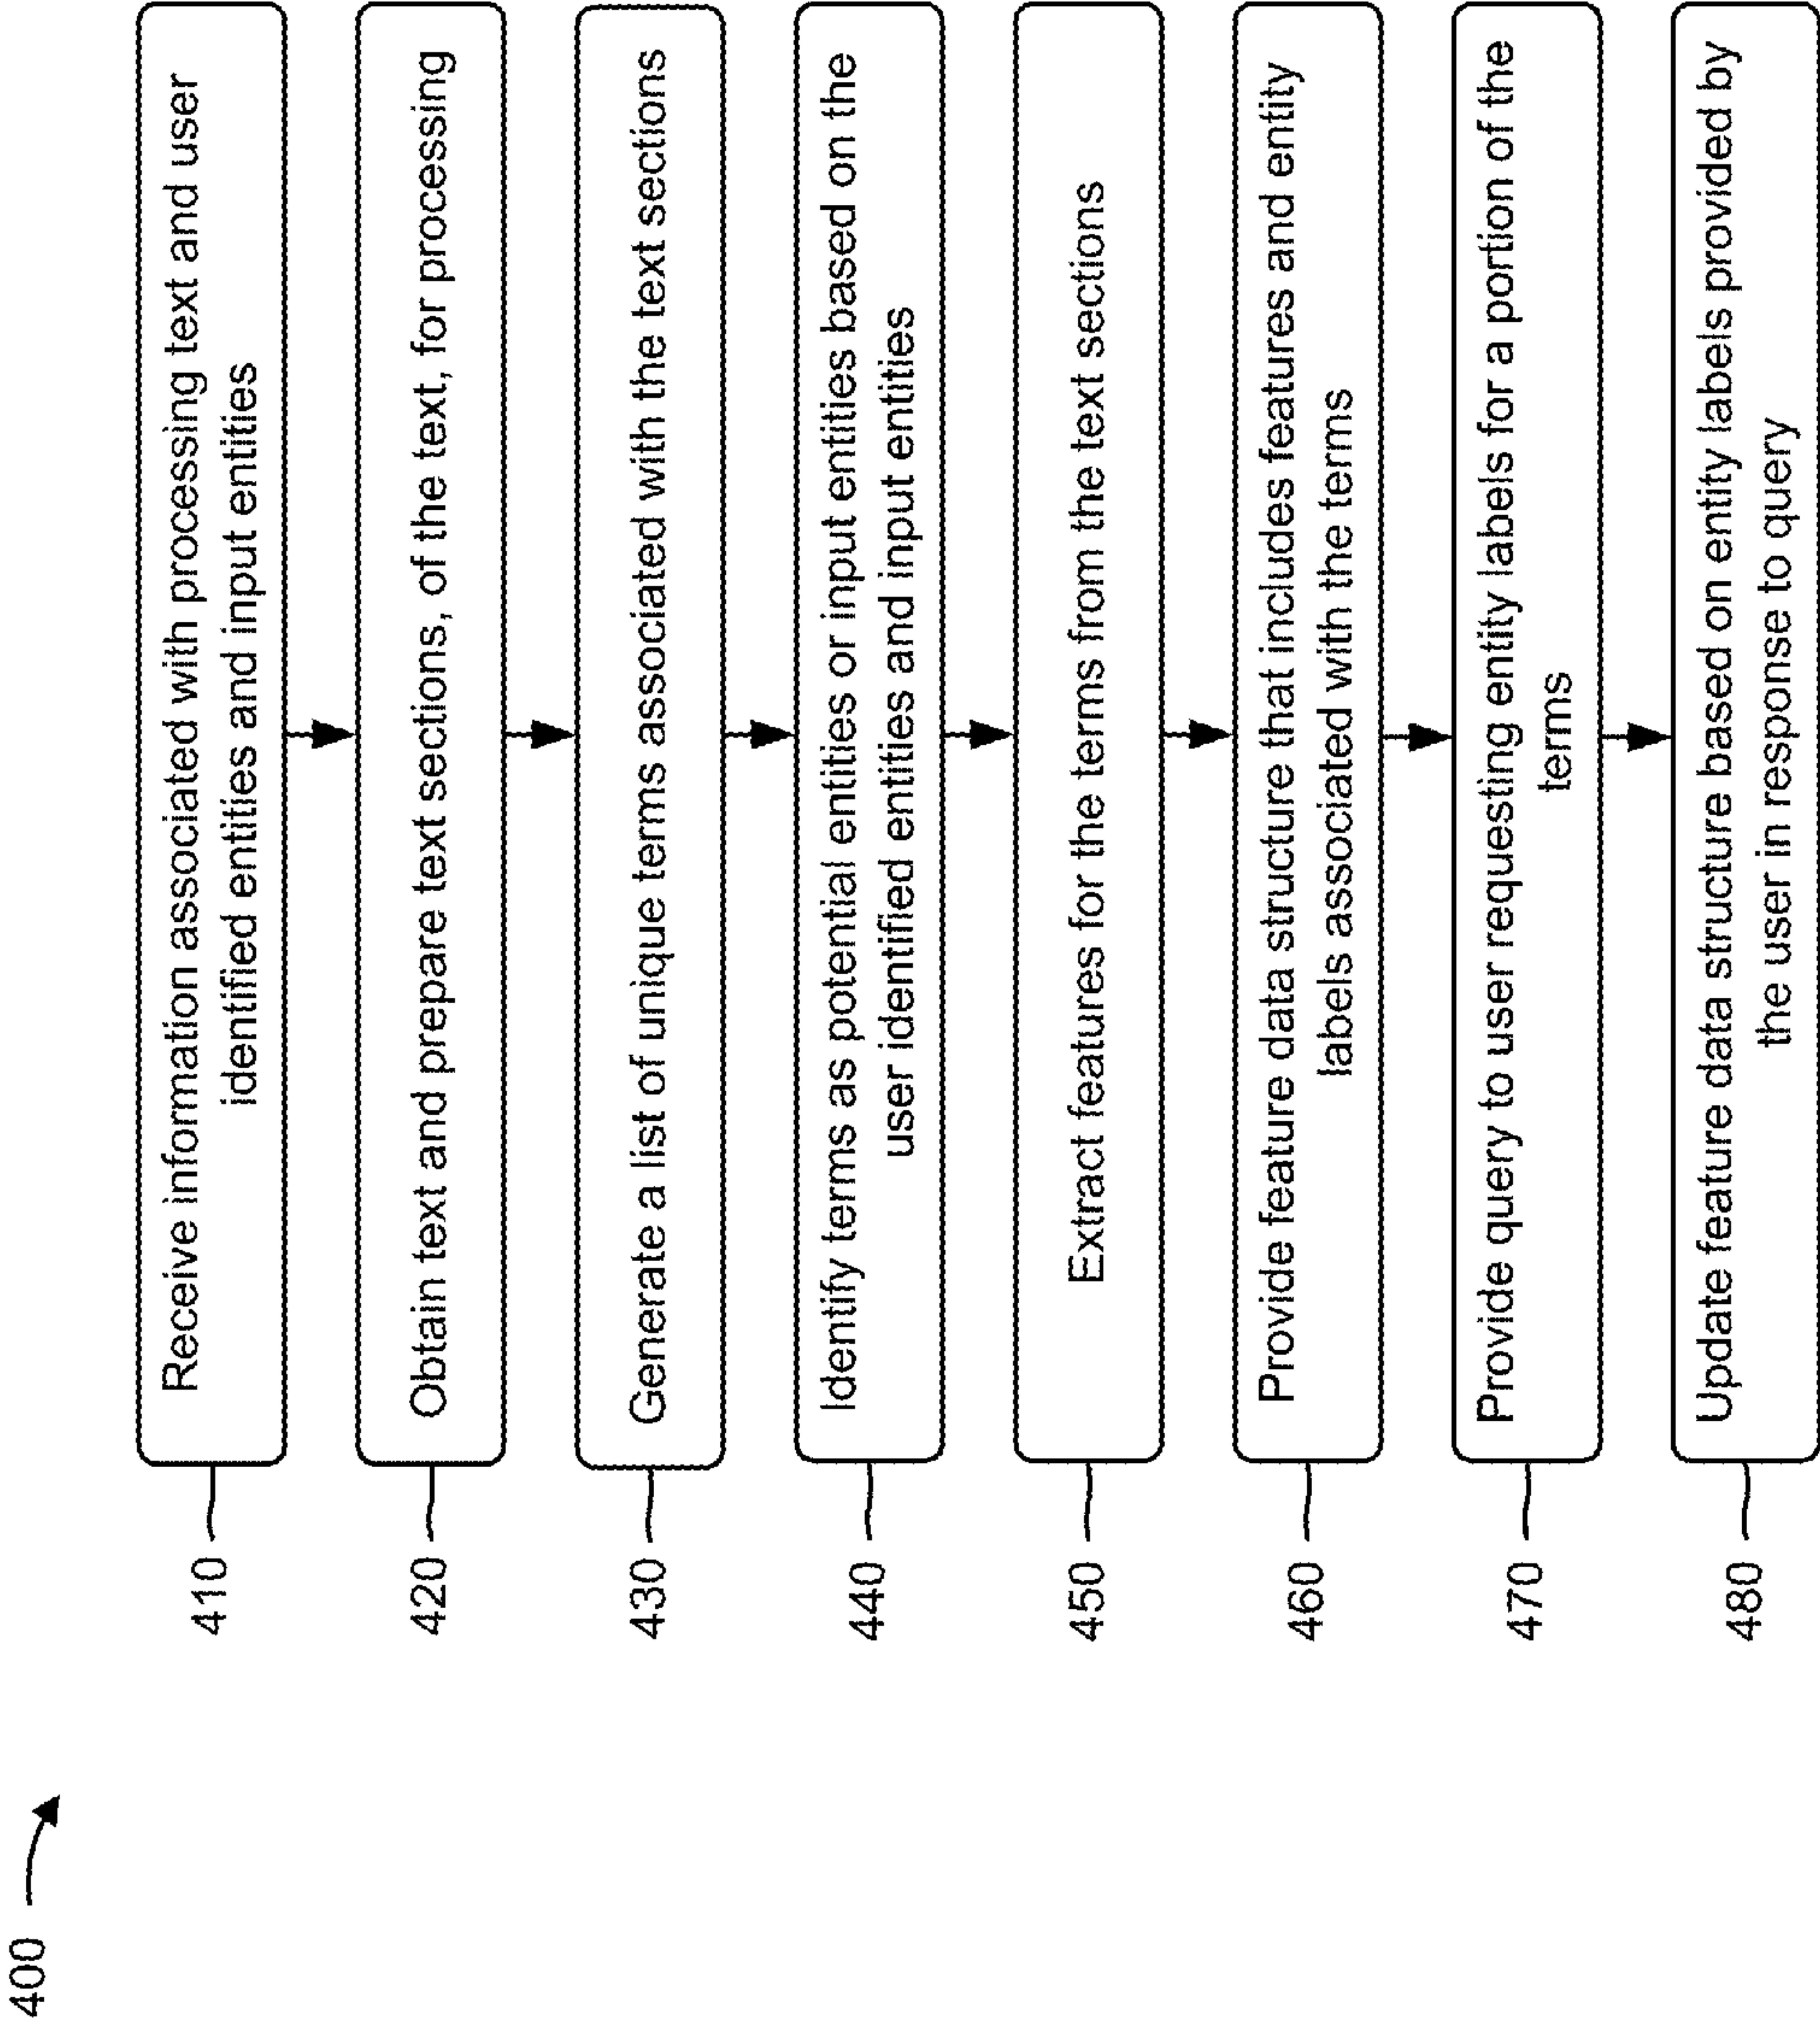 400
410
Receive information associated with processing text and user
identified entities and input entities
420
Obtain text and prepare text sections, of the text, for processing
430
Generate a list of unique terms associated with the text sections
440
Identify terms as potential entities or input entities based on the
user identified entities and input entities
450
Extract features for the terms from the text sections
460
Provide feature data structure that includes features and entity
labels associated with the terms
470
Provide query to user requesting entity labels for a portion of the
terms
480
Update feature data structure based on entity labels provided by
the user in response to query